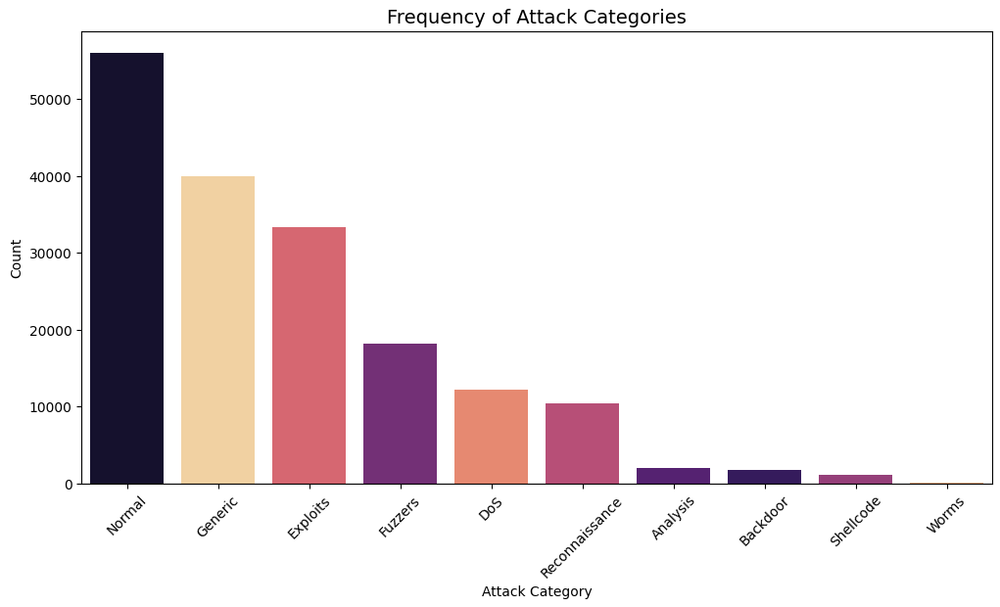 Frequency of Attack Categories
Count
50000
40000
30000
20000
10000
0
Normal
Generic
Exploits
Fuzzers
DoS
Reconnaissance
Analysis
Backdoor
Shellcode
Worms
Attack Category